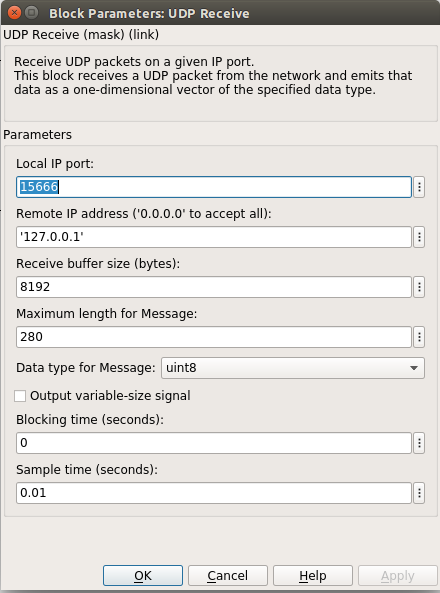 Block Parameters: UDP Receive
UDP Receive (mask) (link)
Receive UDP packets on a given IP port.
This block receives a UDP packet from the network and emits that
data as a one-dimensional vector of the specified data type.
Parameters
Local IP port:
15666
Remote IP address ('0.0.0.0' to accept all):
'127.0.0.1'
Receive buffer size (bytes):
8192
Maximum length for Message:
280
Data type for Message: uint8
Output variable-size signal
Blocking time (seconds):
0
Sample time (seconds):
0.01
OK Cancel Help Apply